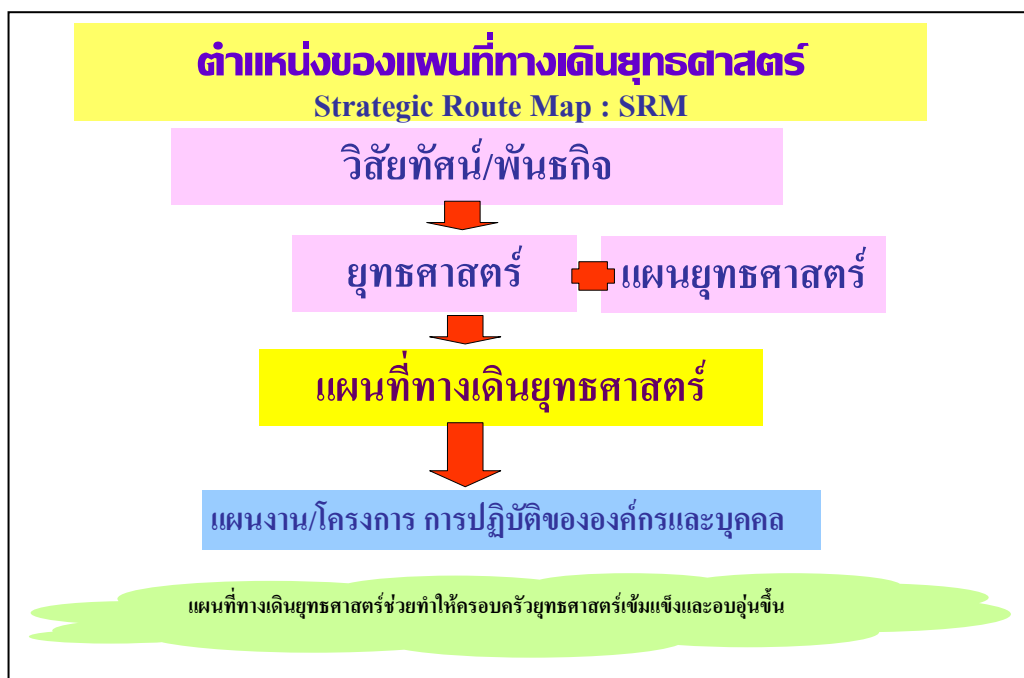 ตำแหน่งของแผนที่ทางเดินยุทธศาสตร์
Strategic Route Map : SRM
วิสัยทัศน์/พันธกิจ
ยุทธศาสตร์
แผนยุทธศาสตร์
แผนที่ทางเดินยุทธศาสตร์
แผนงาน/โครงการ การปฏิบัติขององค์กรและบุคคล
แผนที่ทางเดินยุทธศาสตร์ช่วยทำให้ครอบครัวยุทธศาสตร์เข้มแข็งและอบอุ่นขึ้น